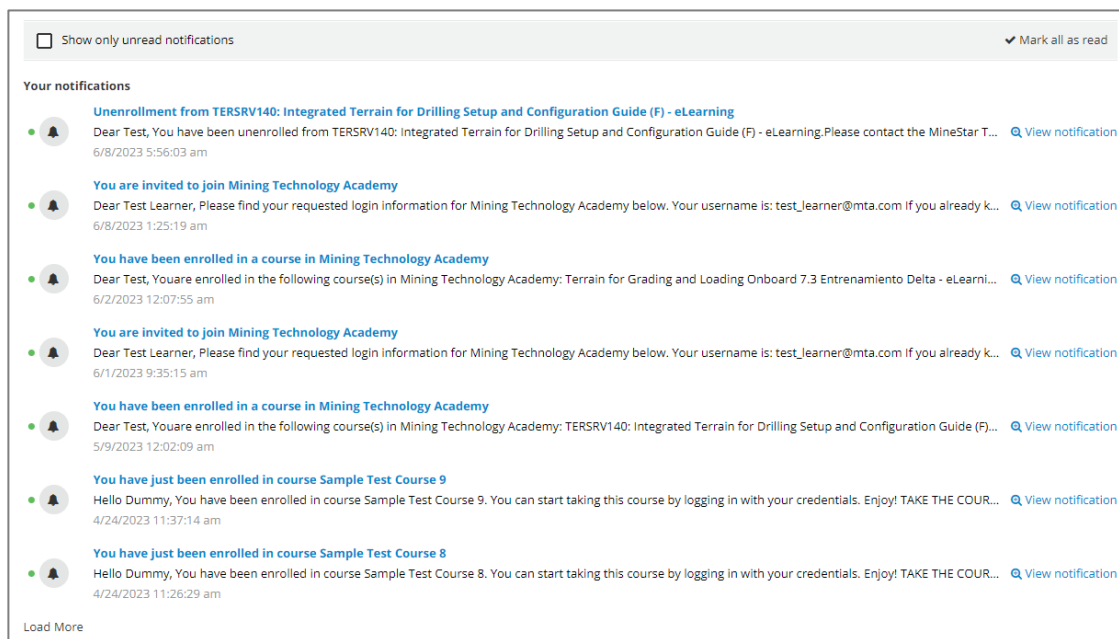 Show only unread notifications
Mark all as read
Your notifications
Unenrollment from TERSRV140: Integrated Terrain for Drilling Setup and Configuration Guide (F) - eLearning
Dear Test, You have been unenrolled from TERSRV140: Integrated Terrain for Drilling Setup and Configuration Guide (F) - eLearning.Please contact the MineStar T... View notification
6/8/2023 5:56:03 am
You are invited to join Mining Technology Academy
Dear Test Learner, Please find your requested login information for Mining Technology Academy below. Your username is: test_learner@mta.com If you already k... View notification
6/8/2023 1:25:19 am
You have been enrolled in a course in Mining Technology Academy
Dear Test, Youare enrolled in the following course(s) in Mining Technology Academy: Terrain for Grading and Loading Onboard 7.3 Entrenamiento Delta - eLearni... View notification
6/2/2023 12:07:55 am
You are invited to join Mining Technology Academy
Dear Test Learner, Please find your requested login information for Mining Technology Academy below. Your username is: test_learner@mta.com If you already k... View notification
6/1/2023 9:35:15 am
You have been enrolled in a course in Mining Technology Academy
Dear Test, Youare enrolled in the following course(s) in Mining Technology Academy: TERSRV140: Integrated Terrain for Drilling Setup and Configuration Guide (F)... View notification
5/9/2023 12:02:09 am
You have just been enrolled in course Sample Test Course 9
Hello Dummy, You have been enrolled in course Sample Test Course 9. You can start taking this course by logging in with your credentials. Enjoy! TAKE THE COUR... View notification
4/24/2023 11:37:14 am
You have just been enrolled in course Sample Test Course 8
Hello Dummy, You have been enrolled in course Sample Test Course 8. You can start taking this course by logging in with your credentials. Enjoy! TAKE THE COUR... View notification
4/24/2023 11:26:29 am
Load More